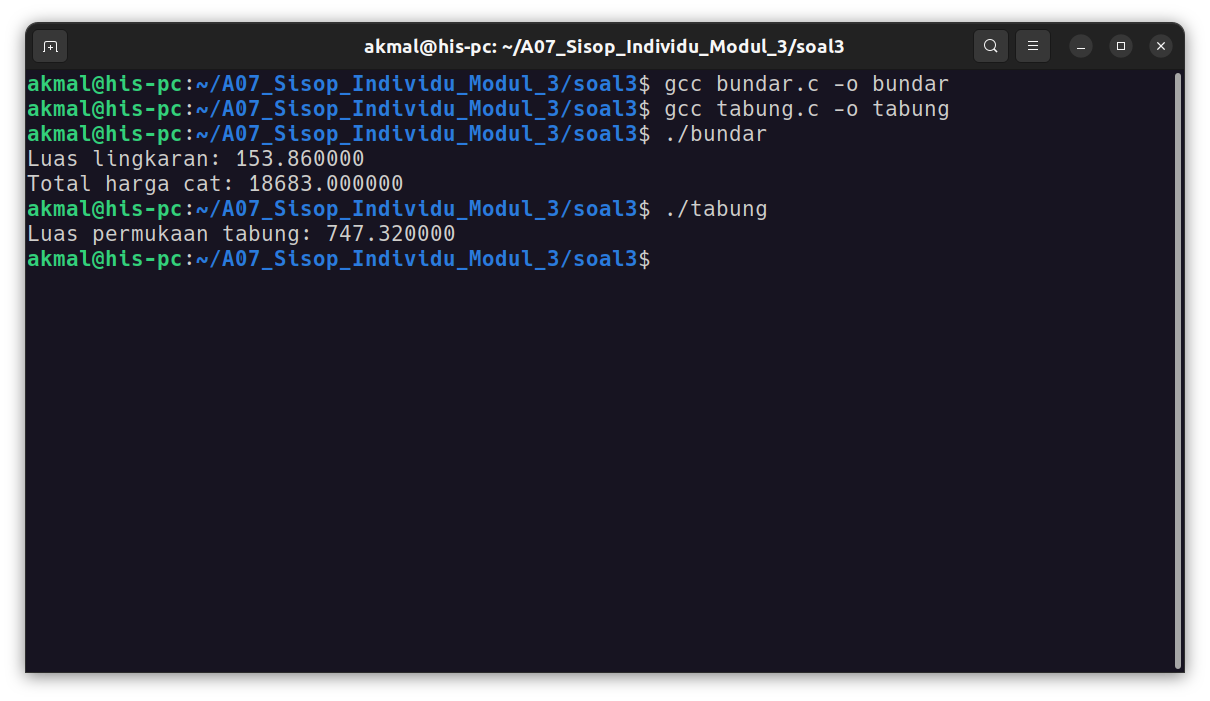 akmal@his-pc: ~/A07_Sisop_Individu_Modul_3/soal3
akmal@his-pc:~/A07_Sisop_Individu_Modul_3/soal3$ gcc bundar.c -o bundar
akmal@his-pc:~/A07_Sisop_Individu_Modul_3/soal3$ gcc tabung.c -o tabung
akmal@his-pc:~/A07_Sisop_Individu_Modul_3/soal3$ ./bundar
Luas lingkaran: 153.860000
Total harga cat: 18683.000000
akmal@his-pc:~/A07_Sisop_Individu_Modul_3/soal3$ ./tabung
Luas permukaan tabung: 747.320000
akmal@his-pc:~/A07_Sisop_Individu_Modul_3/soal3$